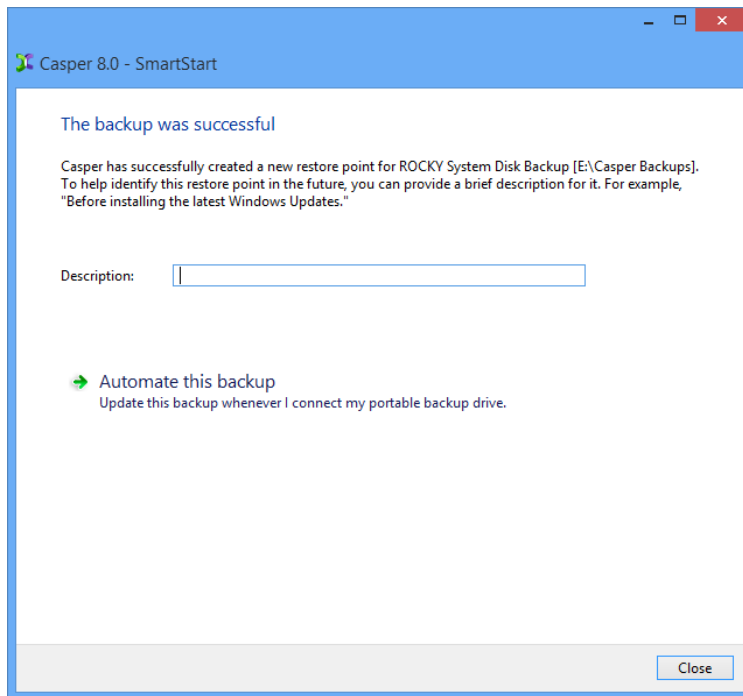 Casper 8.0 - SmartStart
The backup was successful
Casper has successfully created a new restore point for ROCKY System Disk Backup [E:\Casper Backups].
To help identify this restore point in the future, you can provide a brief description for it. For example,
"Before installing the latest Windows Updates."
Description:
Automate this backup
Update this backup whenever I connect my portable backup drive.
Close